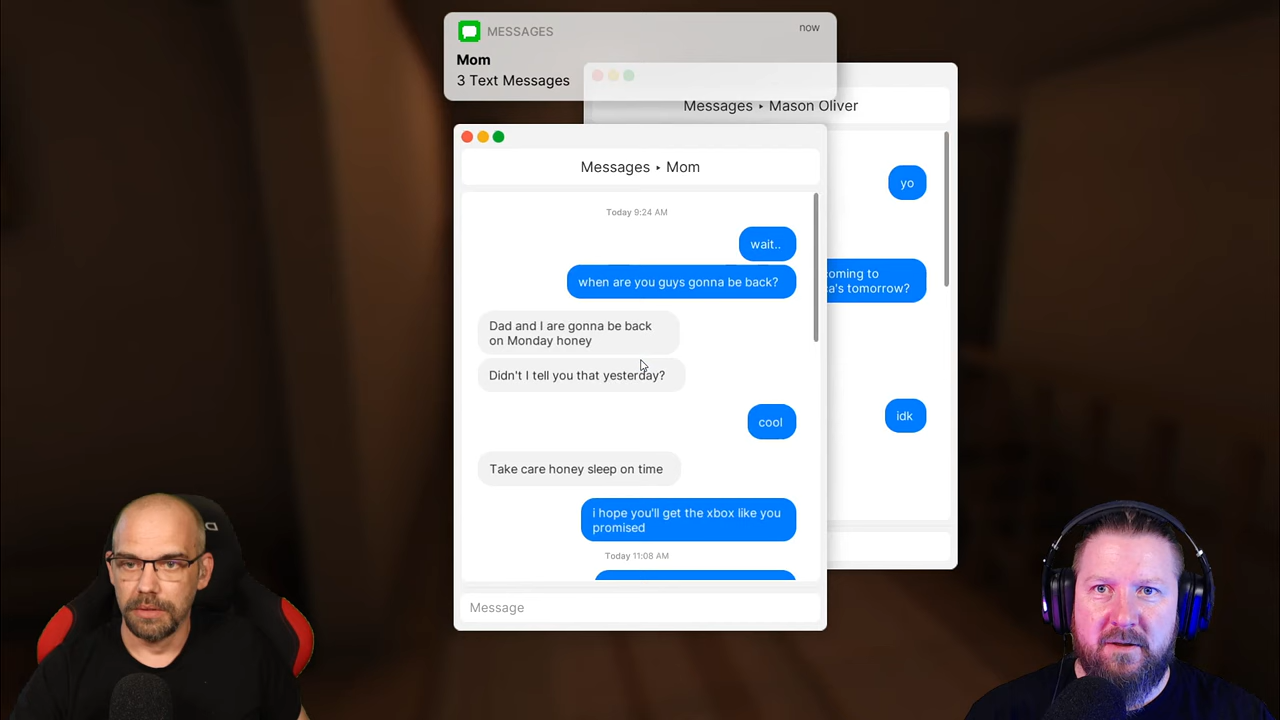 MESSAGES
now
Mom
3 Text Messages
Messages ‣ Mason Oliver
yo
coming to
a's tomorrow?
idk
Messages ‣ Mom
Today 9:24 AM
wait..
when are you guys gonna be back?
Dad and I are gonna be back
on Monday honey
Didn't I tell you that yesterday?
cool
Take care honey sleep on time
i hope you'll get the xbox like you
promised
Today 11:08 AM
Message